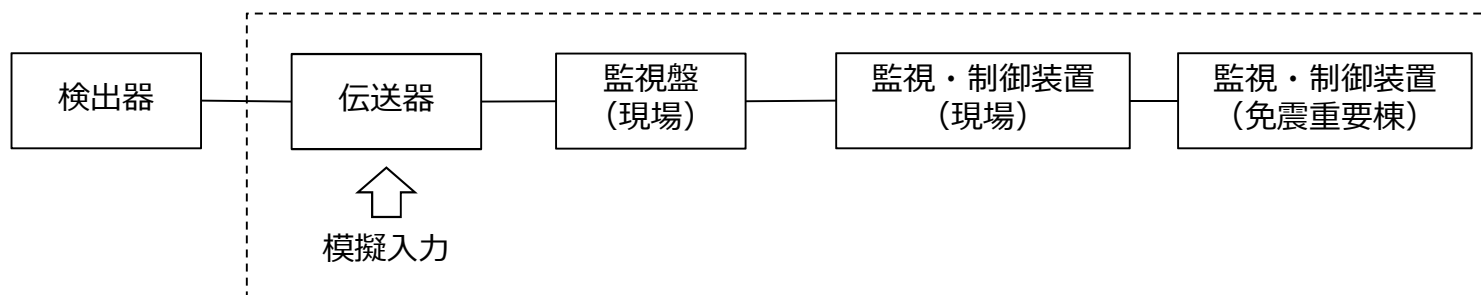 検出器
伝送器
監視盤
（現場）
監視・制御装置
（現場）
監視・制御装置
（免震重要棟）
模擬入力